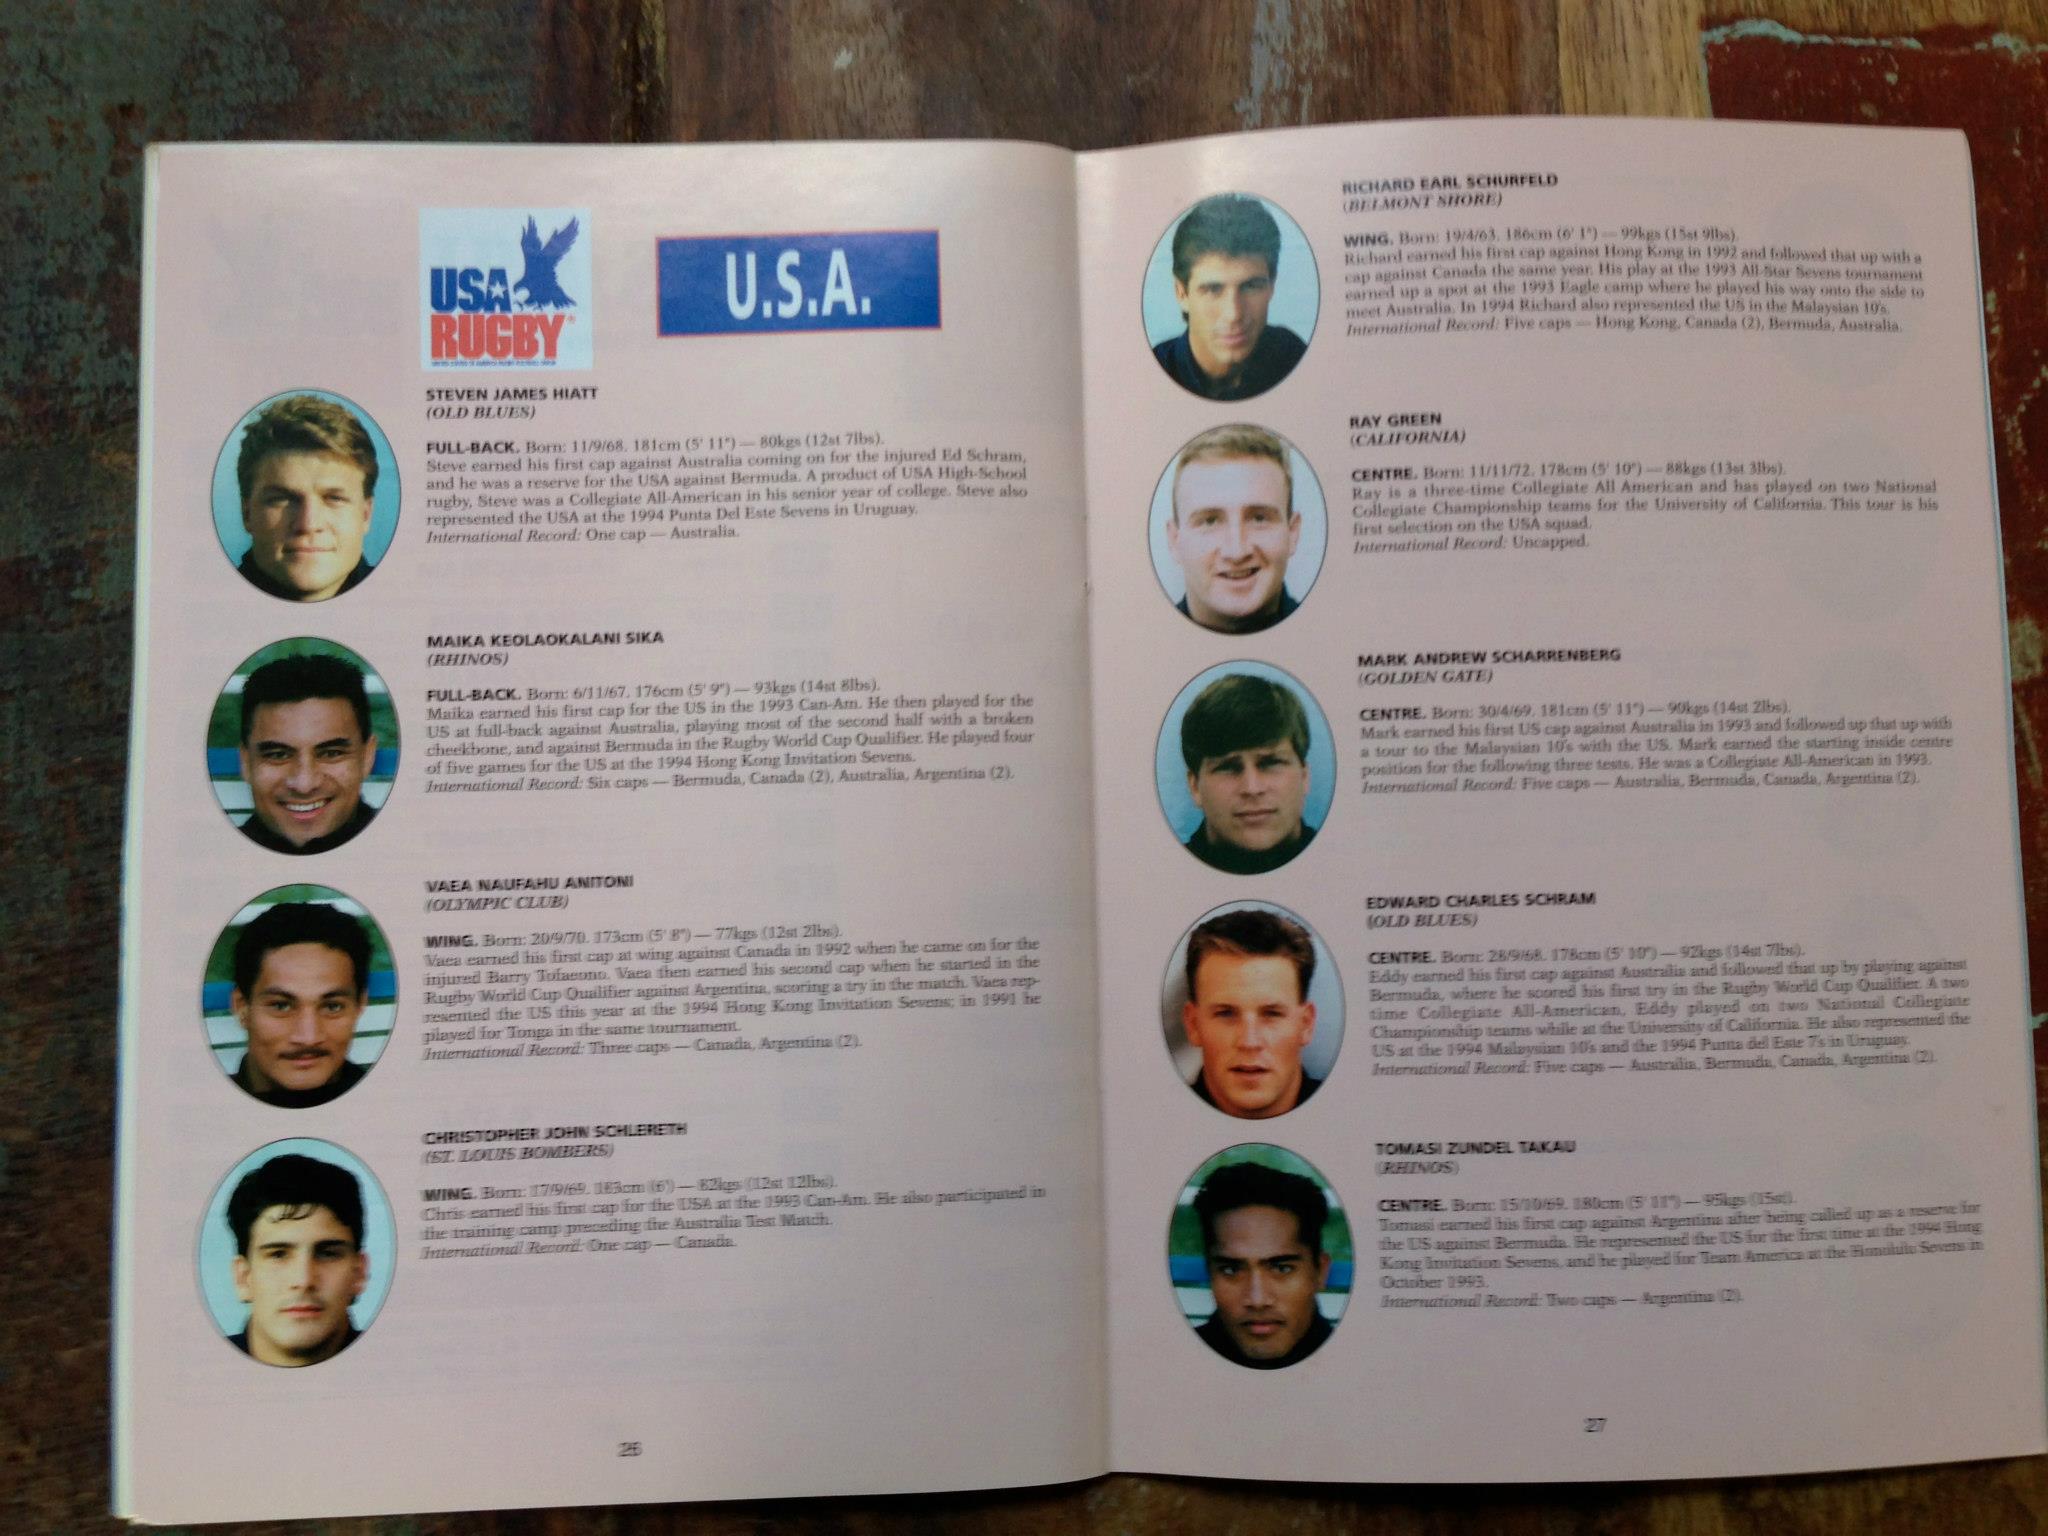 USA
RUGBY
U.S.A.
STEVEN JAMES HIATT
(OLD BLUES)
FULL-BACK. Born: 11/9/68. 181cm (5' 11") — 80kgs (12st 7lbs).
Steve earned his first cap against Australia coming on for the injured Ed Schram,
and he was a reserve for the USA against Bermuda. A product of USA High-School
rugby, Steve was a Collegiate All-American in his senior year of college. Steve also
represented the USA at the 1994 Punta Del Este Sevens in Uruguay.
International Record: One cap — Australia.
MAIKA KEOLAOKALANI SIKA
(RHINOS)
FULL-BACK. Born: 6/11/67. 176cm (5' 9") — 93kgs (14st 8lbs).
Maika earned his first cap for the US in the 1993 Can-Am. He then played for the
US at full-back against Australia, playing most of the second half with a broken
cheekbone, and against Bermuda in the Rugby World Cup Qualifier. He played four
of five games for the US at the 1994 Hong Kong Invitation Sevens.
International Record: Six caps — Bermuda, Canada (2), Australia, Argentina (2).
VAEA NAUFAHU ANITONI
(OLYMPIC CLUB)
WING. Born: 20/9/70. 173cm (5' 8") — 77kgs (12st 2lbs).
Vaea earned his first cap at wing against Canada in 1992 when he came on for the
injured Barry Tofaeono. Vaea then earned his second cap when he started in the
Rugby World Cup Qualifier against Argentina, scoring a try in the match. Vaea rep-
resented the US this year at the 1994 Hong Kong Invitation Sevens; in 1991 he
played for Tonga in the same tournament.
International Record: Three caps — Canada, Argentina (2).
CHRISTOPHER JOHN SCHLERETH
(ST. LOUIS BOMBERS)
WING. Born: 17/9/69. 183cm (6') — 82kgs (12st 12lbs).
Chris earned his first cap for the USA at the 1993 Can-Am. He also participated in
the training camp preceding the Australia Test Match.
International Record: One cap — Canada.
26
RICHARD EARL SCHURFELD
(BELMONT SHORE)
WING. Born: 19/4/63. 186cm (6' 1") — 99kgs (15st 9lbs).
Richard earned his first cap against Hong Kong in 1992 and followed that up with a
cap against Canada the same year. His play at the 1993 All-Star Sevens tournament
earned up a spot at the 1993 Eagle camp where he played his way onto the side to
meet Australia. In 1994 Richard also represented the US in the Malaysian 10's.
International Record: Five caps — Hong Kong, Canada (2), Bermuda, Australia.
RAY GREEN
(CALIFORNIA)
CENTRE. Born: 11/11/72. 178cm (5' 10") — 88kgs (13st 3lbs).
Ray is a three-time Collegiate All American and has played on two National
Collegiate Championship teams for the University of California. This tour is his
first selection on the USA squad.
International Record: Uncapped.
MARK ANDREW SCHARRENBERG
(GOLDEN GATE)
CENTRE. Born: 30/4/69. 181cm (5' 11") — 90kgs (14st 2lbs).
Mark earned his first US cap against Australia in 1993 and followed up that up with
a tour to the Malaysian 10's with the US. Mark earned the starting inside centre
position for the following three tests. He was a Collegiate All-American in 1993.
International Record: Five caps — Australia, Bermuda, Canada, Argentina (2).
EDWARD CHARLES SCHRAM
(OLD BLUES)
CENTRE. Born: 28/9/68. 178cm (5' 10") — 92kgs (14st 7lbs).
Eddy earned his first cap against Australia and followed that up by playing against
Bermuda, where he scored his first try in the Rugby World Cup Qualifier. A two
time Collegiate All-American, Eddy played on two National Collegiate
Championship teams while at the University of California. He also represented the
US at the 1994 Malaysian 10's and the 1994 Punta del Este 7's in Uruguay.
International Record: Five caps — Australia, Bermuda, Canada, Argentina (2).
TOMASI ZUNDEL TAKAU
(RHINOS)
CENTRE. Born: 15/10/69. 180cm (5' 11") — 95kgs (15st).
Tomasi earned his first cap against Argentina after being called up as a reserve for
the US against Bermuda. He represented the US for the first time at the 1994 Hong
Kong Invitation Sevens, and he played for Team America at the Honolulu Sevens in
October 1993.
International Record: Two caps — Argentina (2).
27